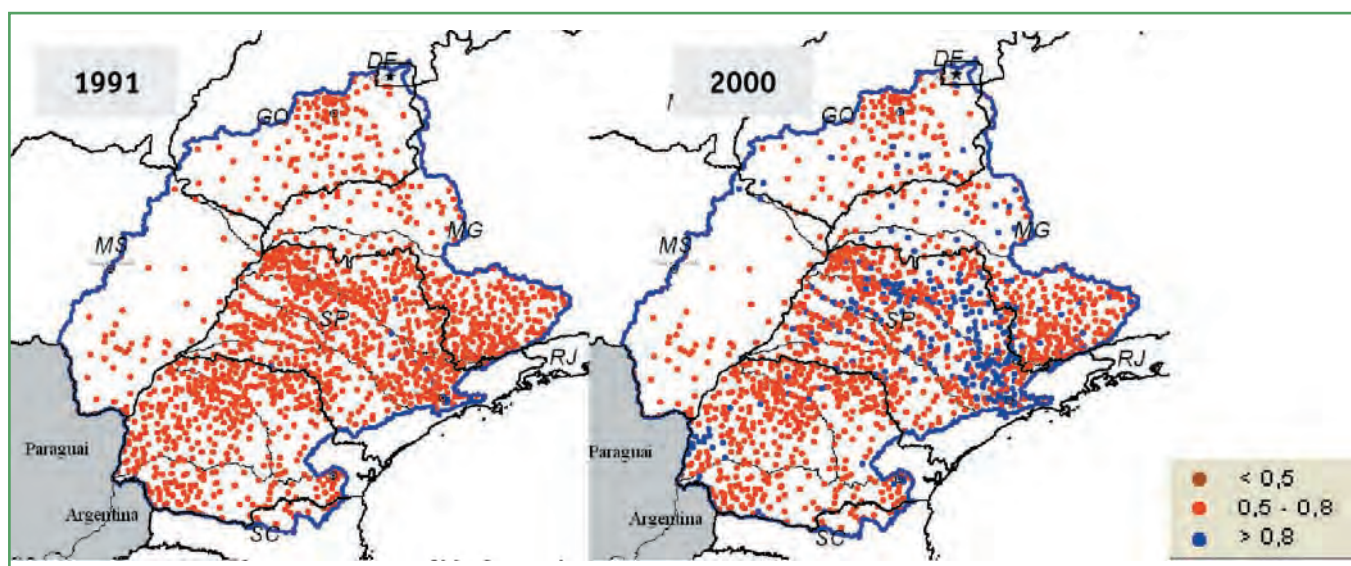 1991
DF
GO
MS
MG
SP
RJ
Paraguai
Argentina
SC
2000
DF
GO
MS
MG
SP
RJ
Paraguai
Argentina
SC
< 0,5
0,5 - 0,8
> 0,8